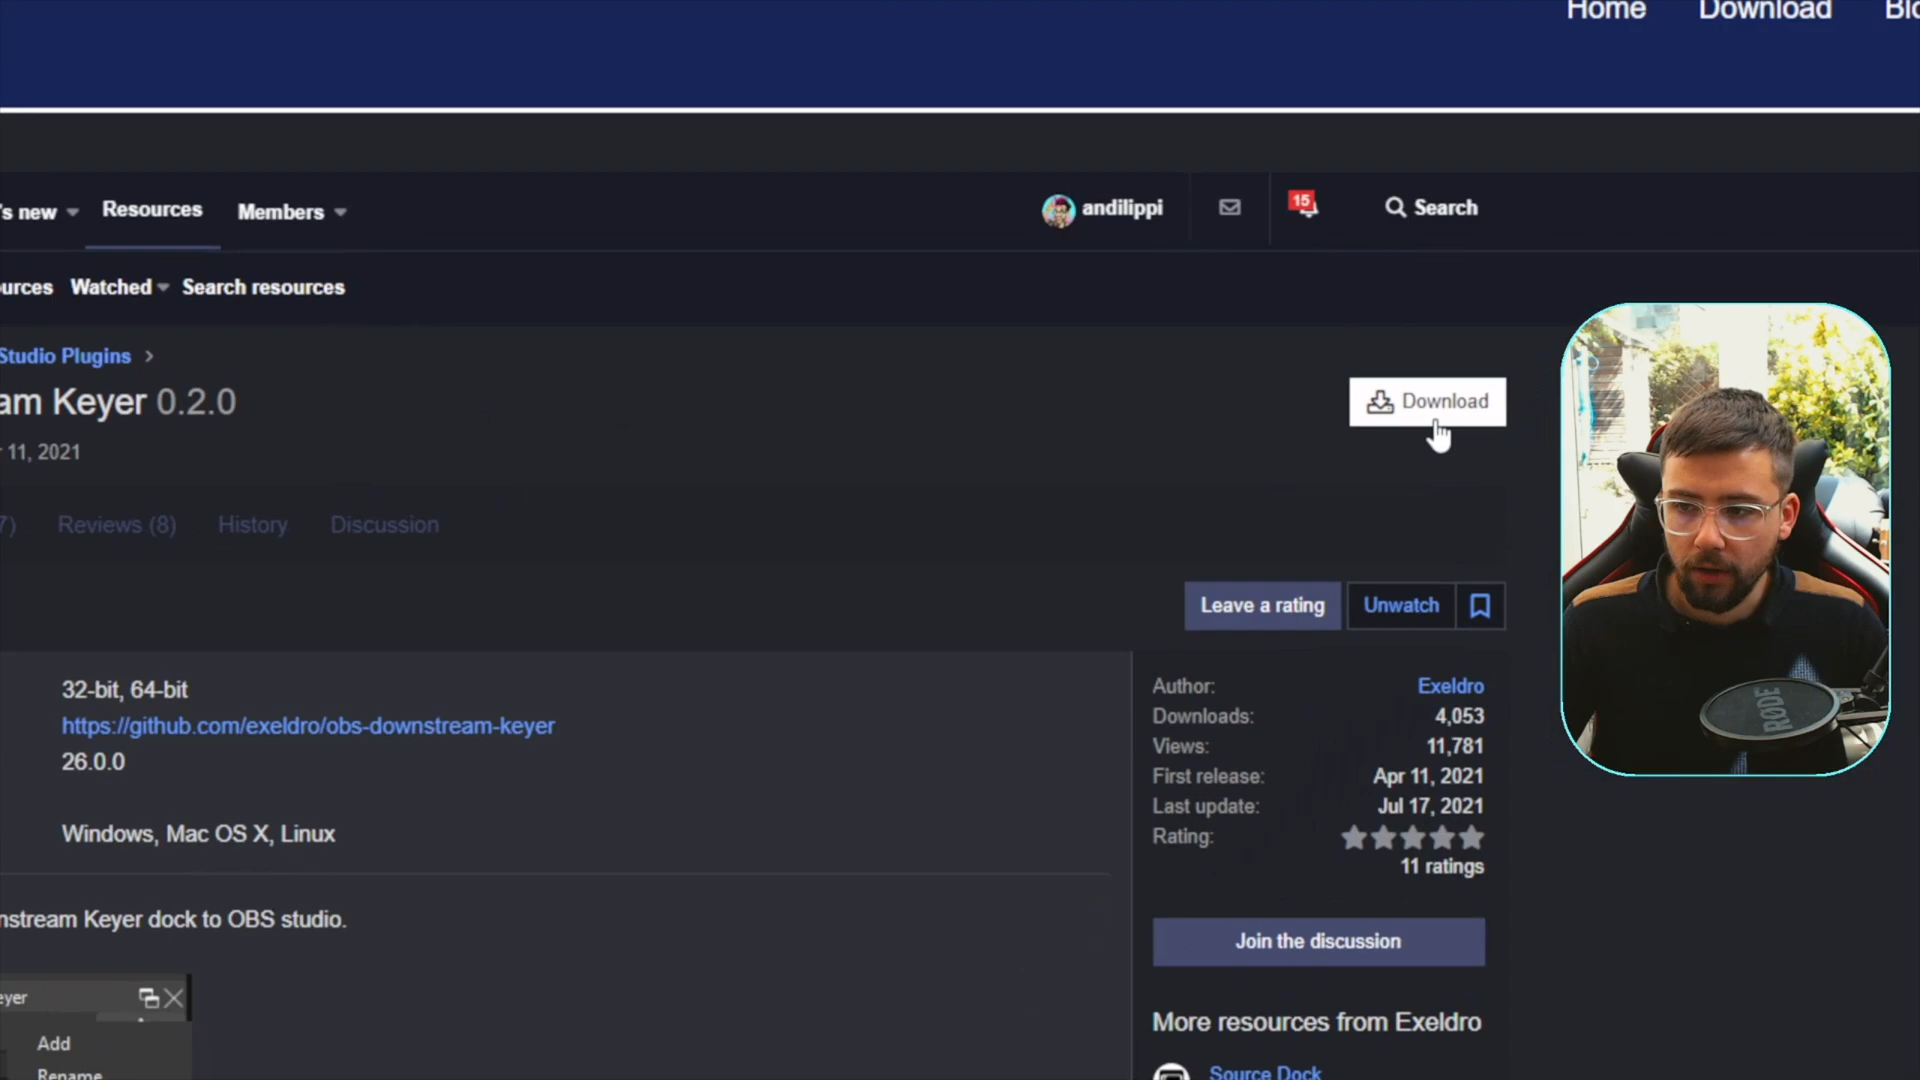 Home Download Blo
's new Resources Members
andilippi 15 Search
urces Watched Search resources
Studio Plugins >
am Keyer 0.2.0
Download
11, 2021
7) Reviews (8) History Discussion
Leave a rating Unwatch
32-bit, 64-bit
https://github.com/exeldro/obs-downstream-keyer
26.0.0
Windows, Mac OS X, Linux
Author: Exeldro
Downloads: 4,053
Views: 11,781
First release: Apr 11, 2021
Last update: Jul 17, 2021
Rating:
11 ratings
nstream Keyer dock to OBS studio.
Join the discussion
eyer
Add
Rename
More resources from Exeldro
Source Dock
RØDE